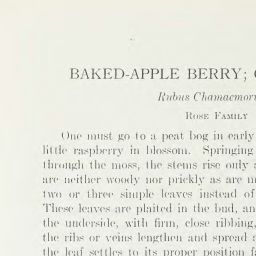 BAKED-APPLE BERRY;
Rubus Chamaemor
ROSE FAMILY
One must go to a peat bog in early
little raspberry in blossom. Springing
through the moss, the stems rise only
are neither woody nor prickly as are m
two or three simple leaves instead of
These leaves are plaited in the bud, an
the underside, with firm, close ribbing,
the ribs or veins lengthen and spread a
the leaf settles to its proper position fa